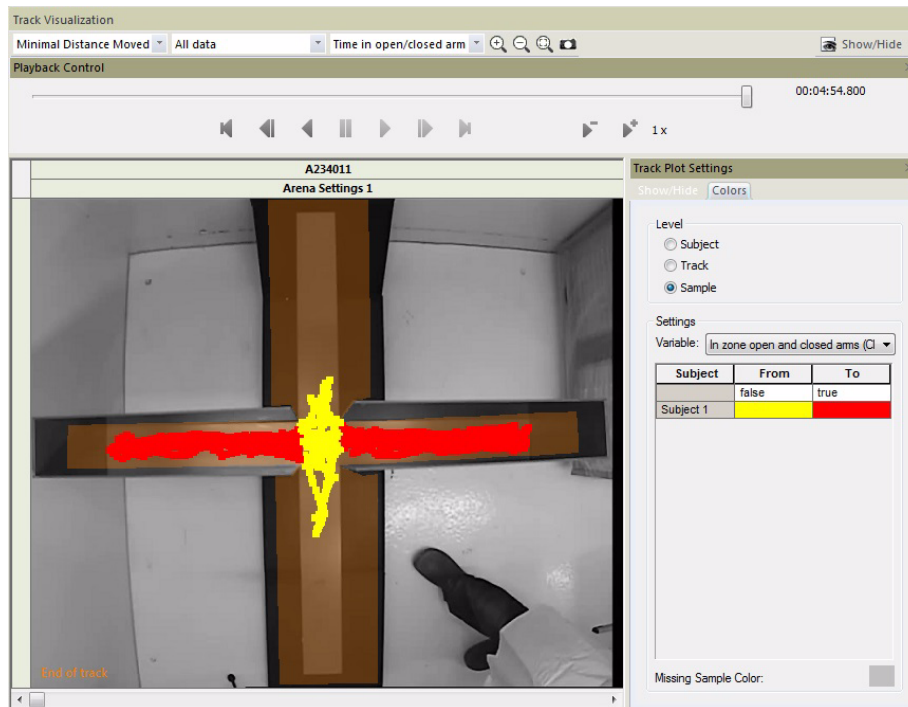 Track Visualization
Minimal Distance Moved All data Time in open/closed arm Show/Hide
Playback Control
00:04:54.800
1 x
A234011
Arena Settings 1
End of track
Track Plot Settings
Show/Hide Colors
Level
Subject
Track
Sample
Settings
Variable: In zone open and closed arms (Cl
Subject From To
false true
Subject 1
Missing Sample Color: